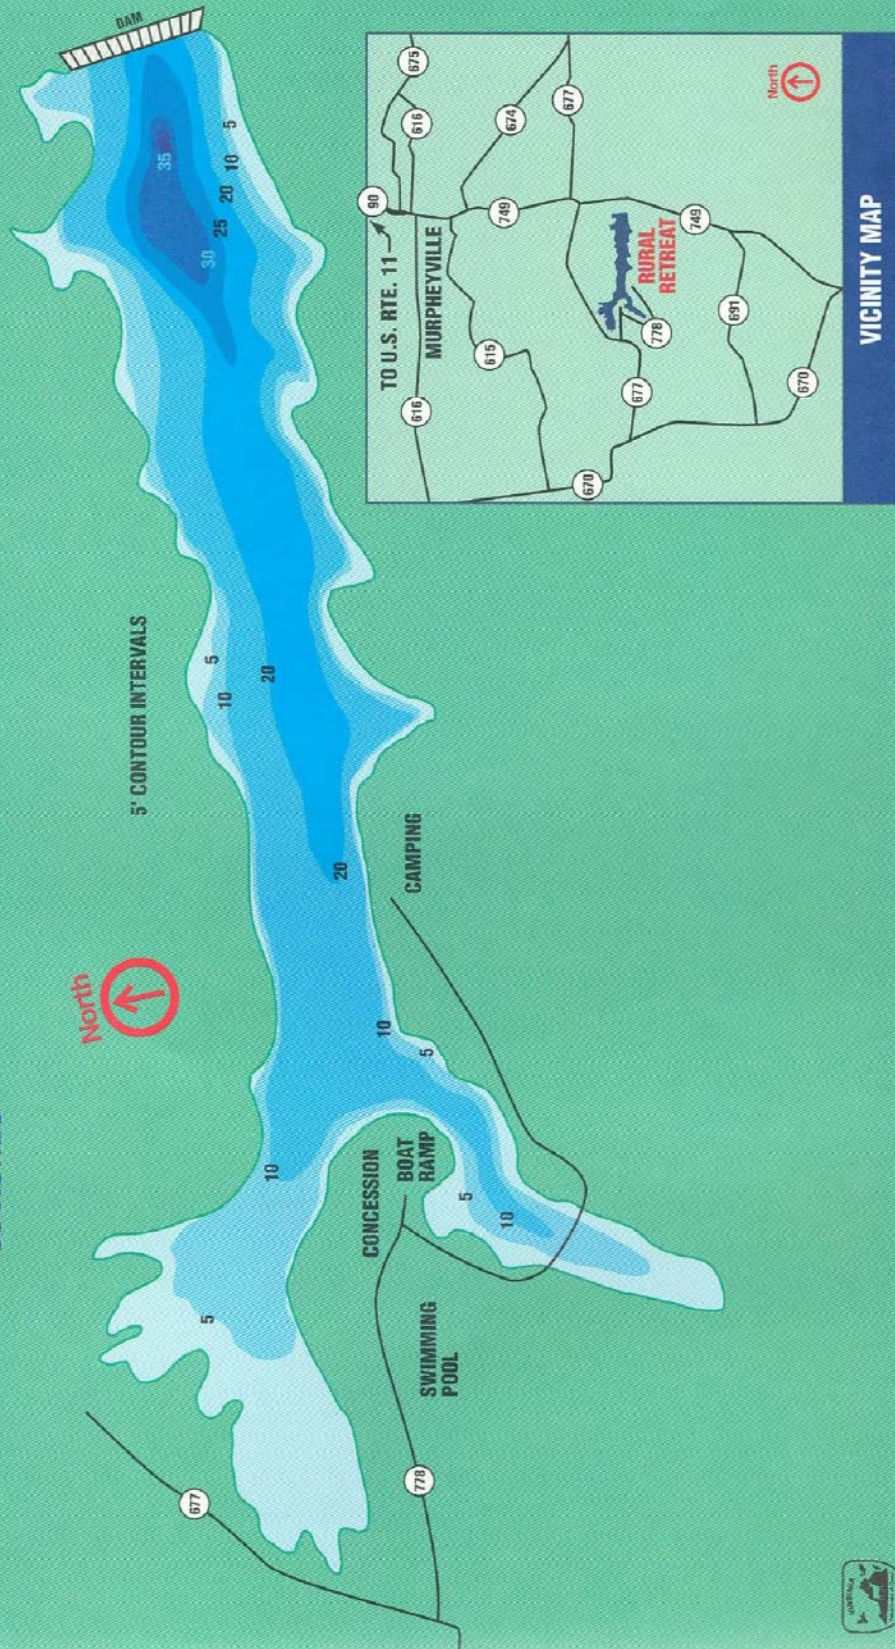 DAM
5' CONTOUR INTERVALS
North
5
10
20
25
30
35
5
10
20
20
10
5
10
5
5
10
CAMPING
CONCESSION
BOAT
RAMP
SWIMMING
POOL
677
778
TO U.S. RTE. 11
90
MURPHEYVILLE
616
675
616
674
677
749
615
RURAL
RETREAT
778
677
749
691
670
670
North
VICINITY MAP
VIRGINIA